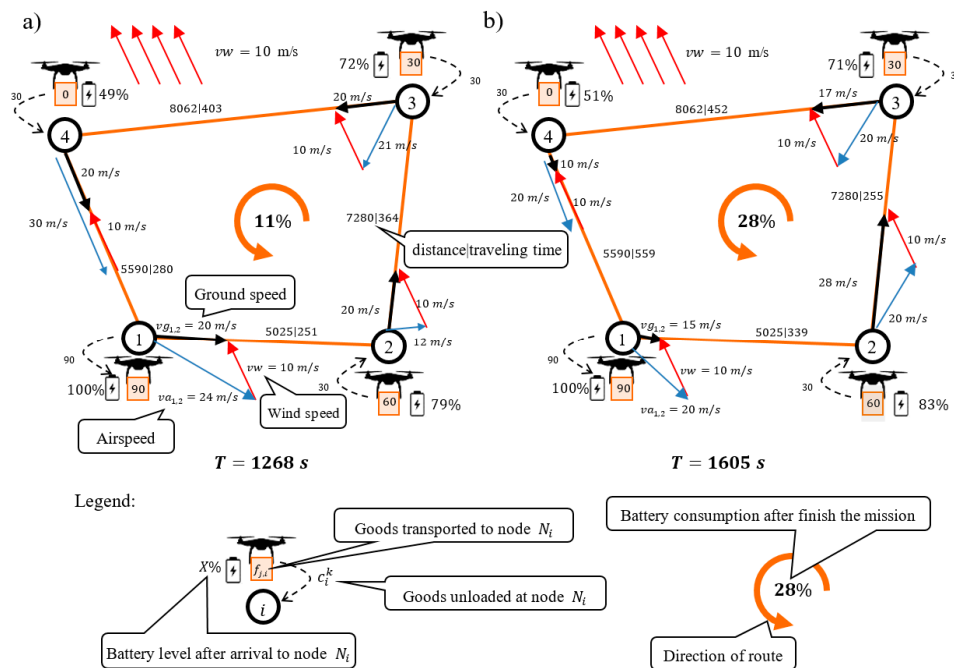 a)
vw = 10 m/s
72%
30
30
0
49%
30
8062|403
20 m/s
3
4
10 m/s
21 m/s
20 m/s
30 m/s
10 m/s
11%
7280|364
distance|traveling time
5590|280
Ground speed
20 m/s
10 m/s
vg1,2 = 20 m/s
5025|251
12 m/s
1
2
90
100%
90
va1,2 = 24 m/s
vw = 10 m/s
Wind speed
Airspeed
30
60
79%
T = 1268 s
b)
vw = 10 m/s
71%
30
3
0
51%
30
8062|452
17 m/s
3
4
10 m/s
20 m/s
10 m/s
20 m/s
10 m/s
28%
7280|255
10 m/s
5590|559
28 m/s
20 m/s
vg1,2 = 15 m/s
5025|339
1
2
90
100%
90
vw = 10 m/s
va1,2 = 20 m/s
30
60
83%
T = 1605 s
Legend:
Goods transported to node Ni
X%
fj,i
cik
Goods unloaded at node Ni
i
Battery level after arrival to node Ni
Battery consumption after finish the mission
28%
Direction of route